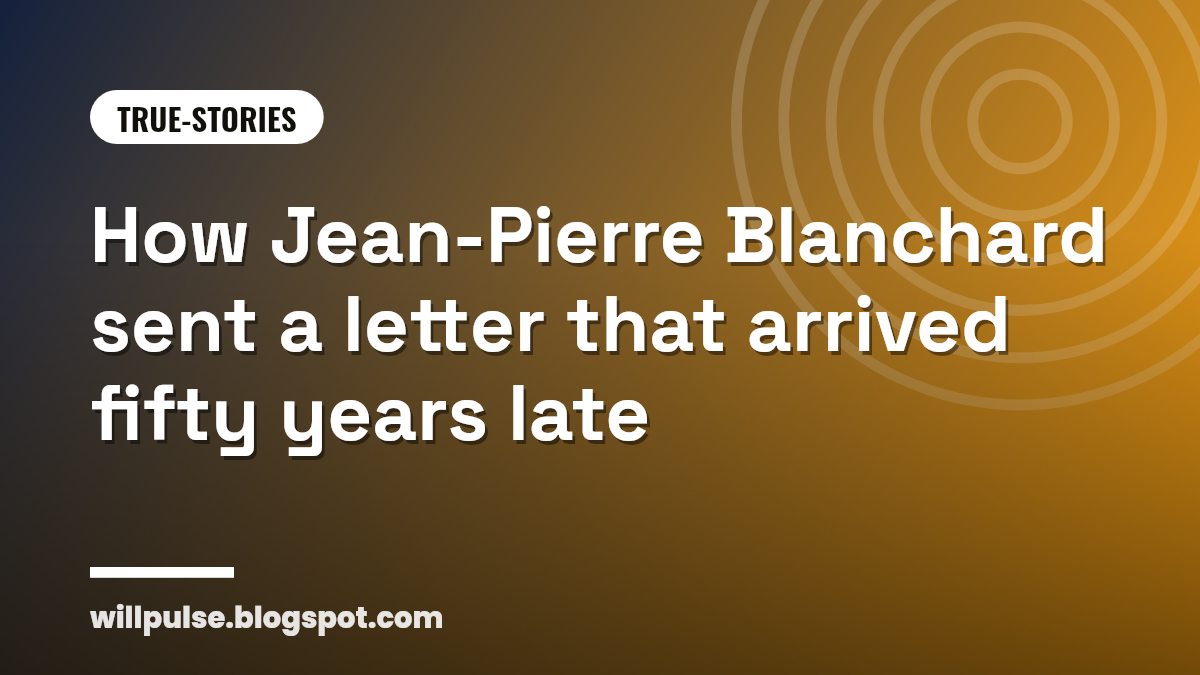 TRUE-STORIES
How Jean-Pierre Blanchard
sent a letter that arrived
fifty years late
willpulse.blogspot.com